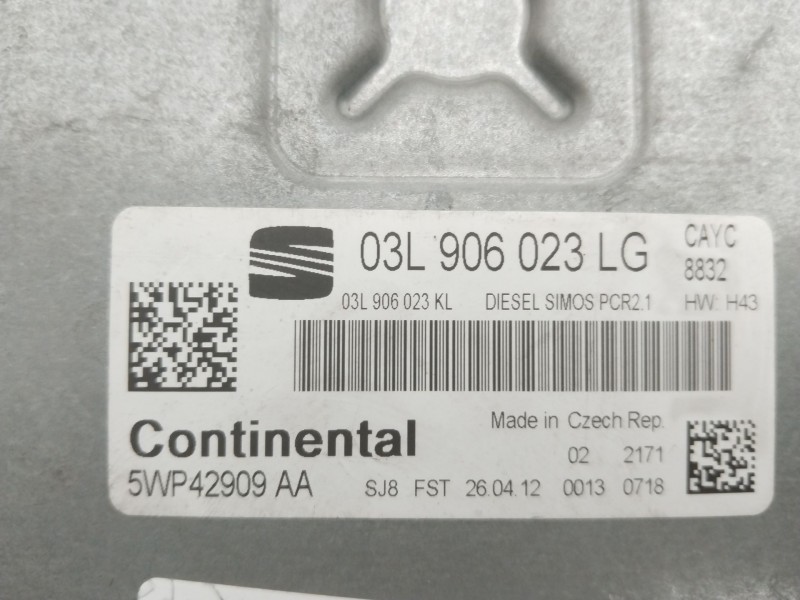 03L 906 023 LG CAYC
8832
03L 906 023 KL DIESEL SIMOS PCR2.1 HW: H43
Continental Made in Czech Rep.
02 2171
5WP42909 AA SJ8 FST 26.04.12 0013 0718